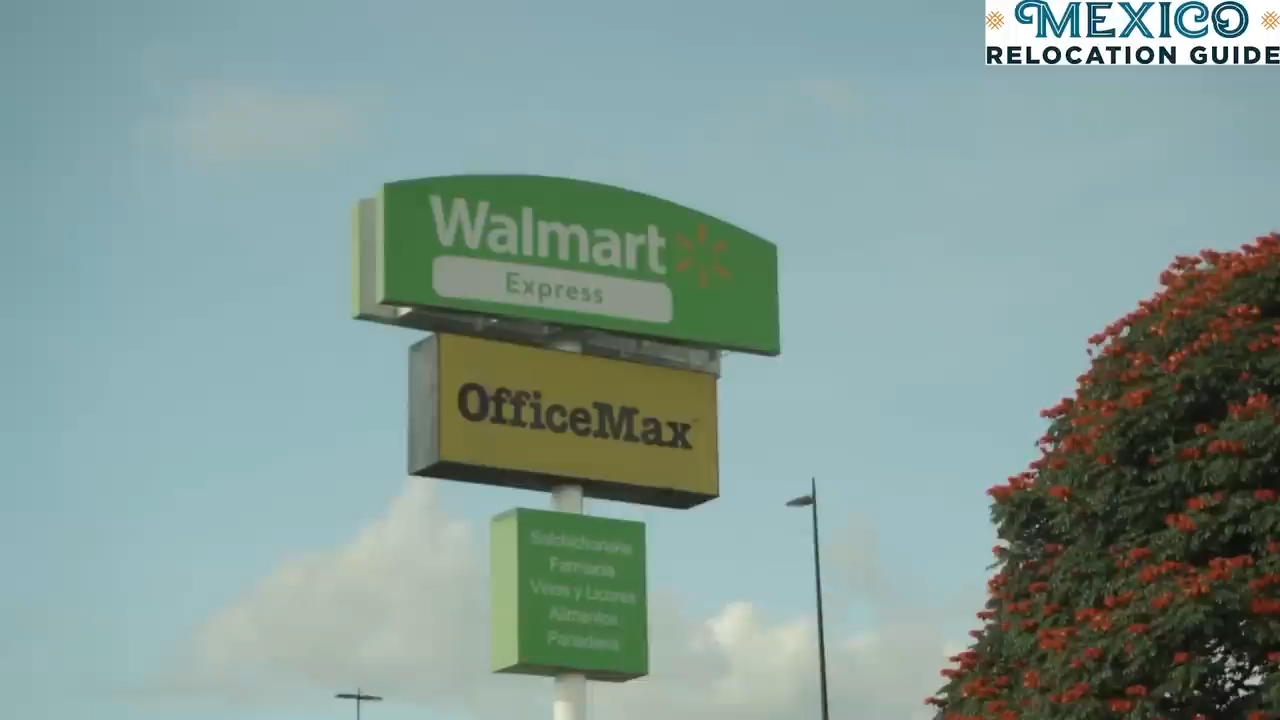 MEXICO
RELOCATION GUIDE
Walmart
Express
OfficeMax
Salchichonería
Farmacia
Vinos y Licores
Alimentos
Panadería